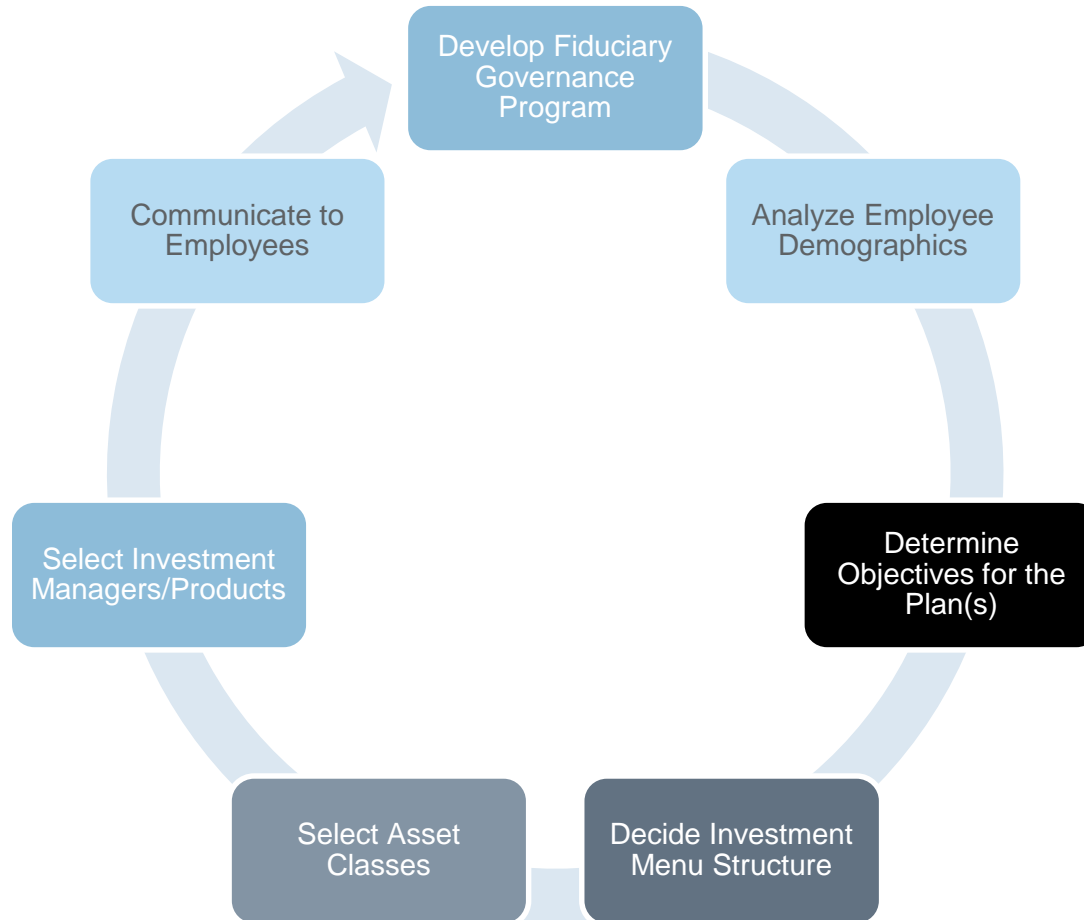 Develop Fiduciary
Governance
Program
Analyze Employee
Demographics
Determine
Objectives for the
Plan(s)
Decide Investment
Menu Structure
Select Asset
Classes
Select Investment
Managers/Products
Communicate to
Employees